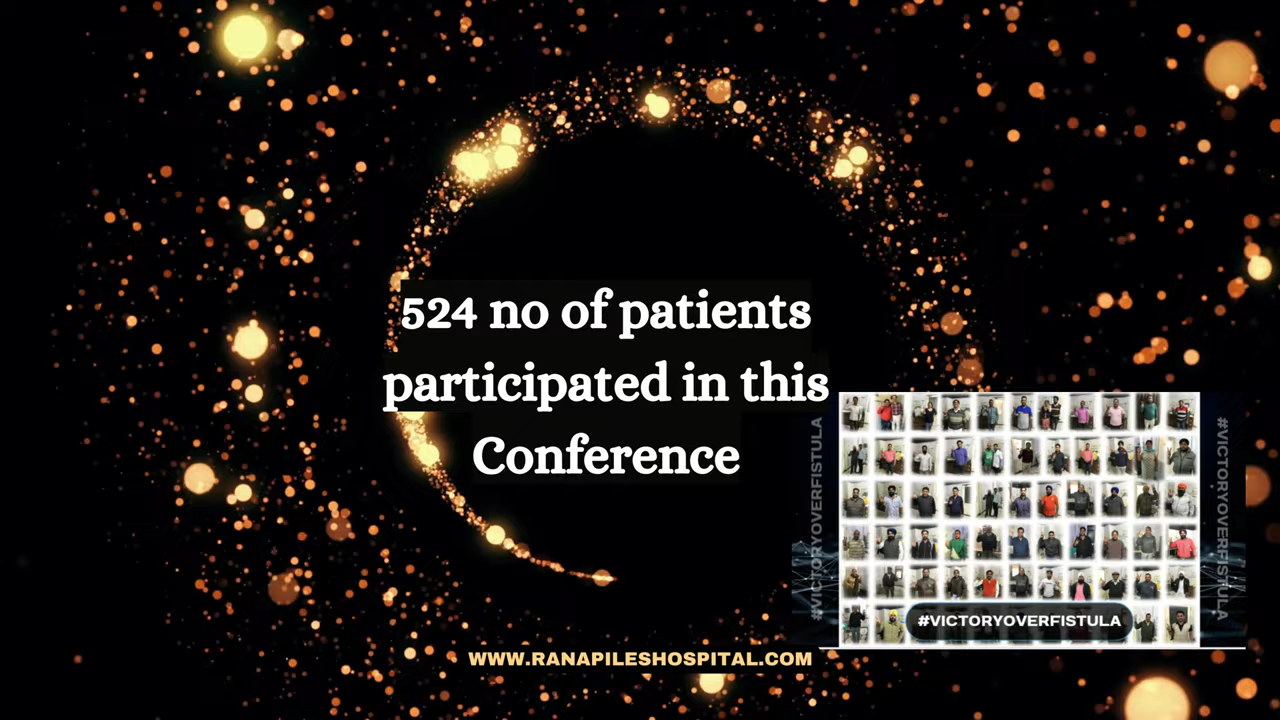 524 no of patients
participated in this
Conference
#VICTORYOVERFISTULA
#VICTORYOVERFISTULA
#VICTORYOVERFISTULA
WWW.RANAPILESHOSPITAL.COM